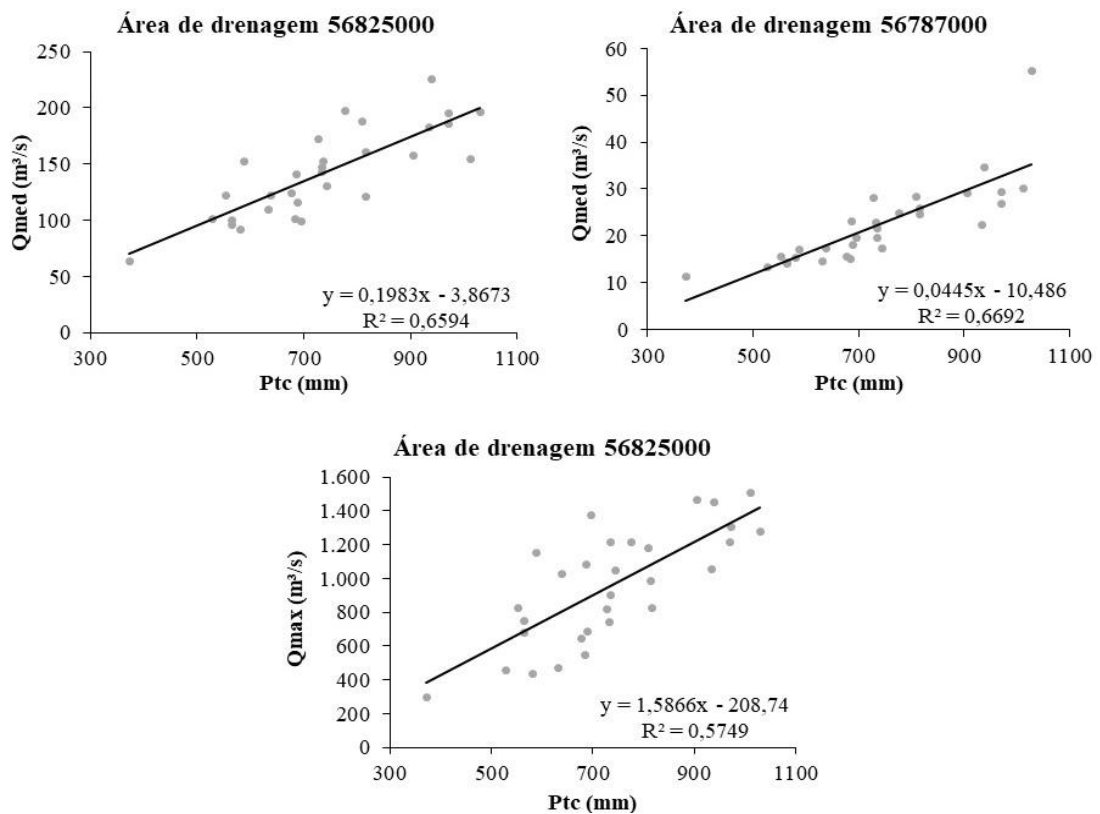 Área de drenagem 56825000
250
200
150
100
50
0
Qmed (m³/s)
y = 0,1983x - 3,8673
R² = 0,6594
300 500 700 900 1100
Ptc (mm)
Área de drenagem 56787000
60
50
40
30
20
10
0
Qmed (m³/s)
y = 0,0445x - 10,486
R² = 0,6692
300 500 700 900 1100
Ptc (mm)
Área de drenagem 56825000
1.600
1.400
1.200
1.000
800
600
400
200
0
Qmax (m³/s)
y = 1,5866x - 208,74
R² = 0,5749
300 500 700 900 1100
Ptc (mm)